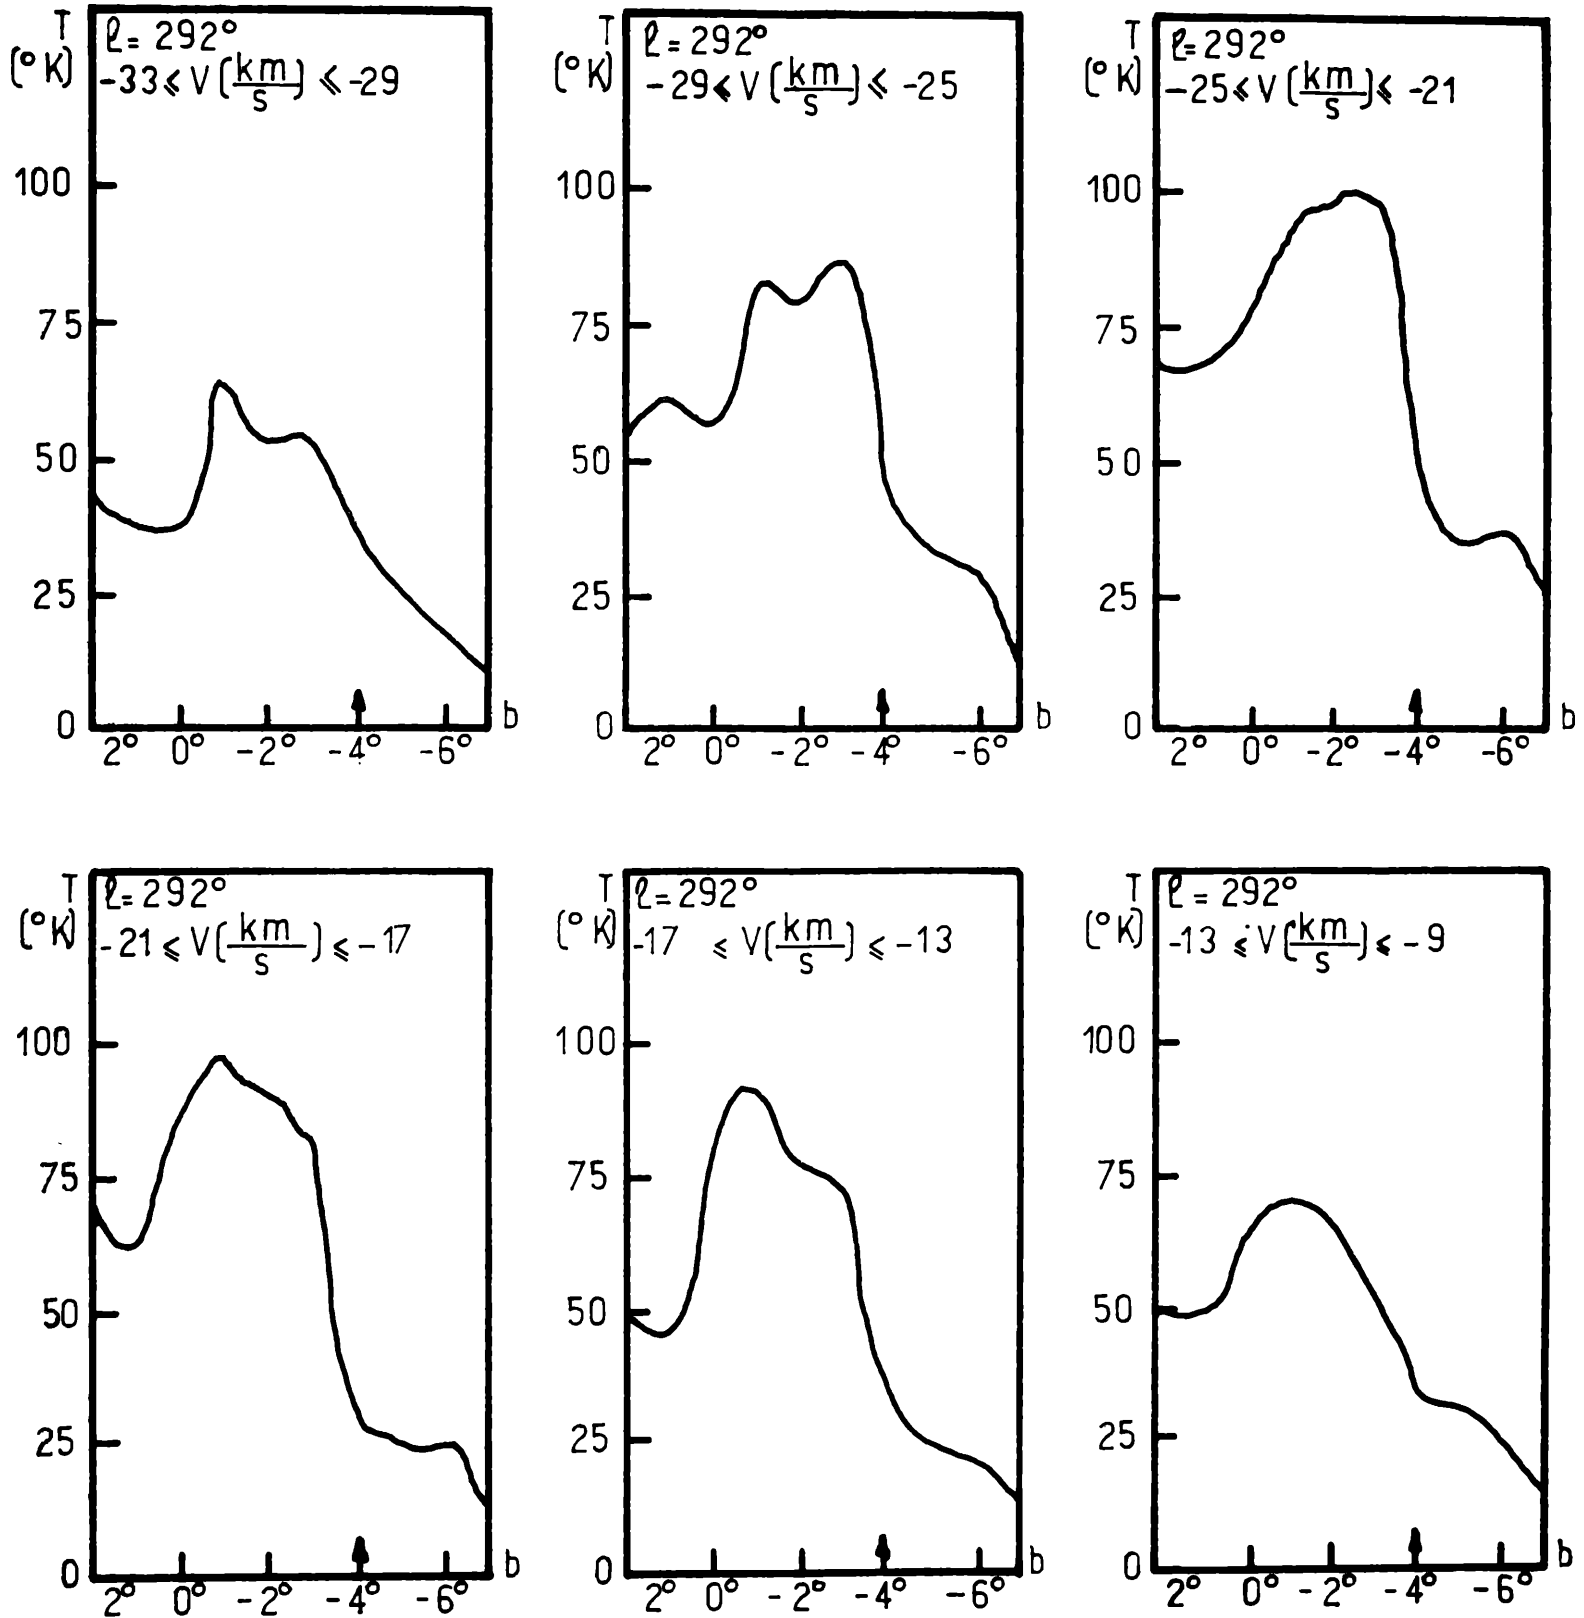 T
(°K)
ℓ= 292°
-33≤ V(km/s) ≤ -29
100
75
50
25
0
2° 0° -2° -4° -6° b
T
(°K)
ℓ= 292°
-29≤ V(km/s)≤ -25
100
75
50
25
0
2° 0° -2° -4° -6° b
T
(°K)
ℓ=292°
-25≤ V(km/s)≤ -21
100
75
50
25
0
2° 0° -2° -4° -6° b
T
(°K)
ℓ=292°
-21≤ V(km/s)≤ -17
100
75
50
25
0
2° 0° -2° -4° -6° b
T
(°K)
ℓ=292°
-17 ≤ V(km/s)≤ -13
100
75
50
25
0
2° 0° -2° -4° -6° b
T
(°K)
ℓ= 292°
-13 ≤ V(km/s)≤ -9
100
75
50
25
0
2° 0° -2° -4° -6° b